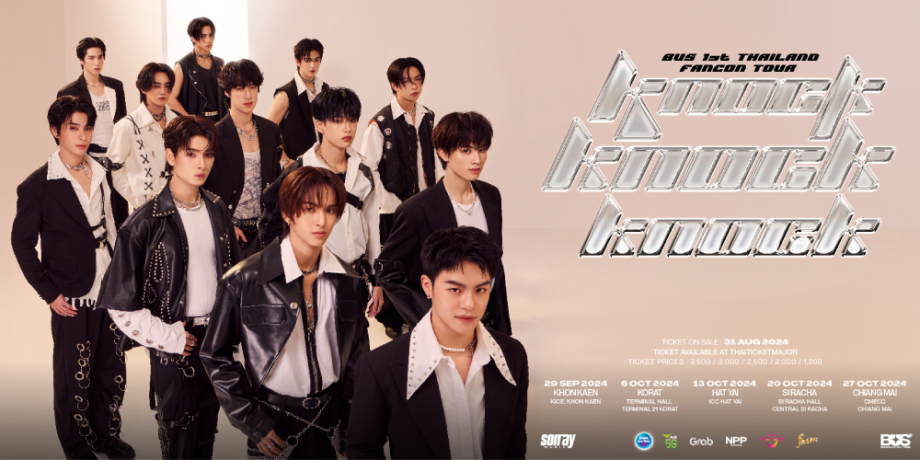 BUS 1st THAILAND
FANCON TOUR
KNOCK
KNOCK
KNOCK
TICKET ON SALE : 31 AUG 2024
TICKET AVAILABLE AT THAITICKETMAJOR
TICKET PRICES : 3,500 / 3,000 / 2,500 / 2,000 / 1,200
29 SEP 2024
KHON KAEN
KICE, KHON KAEN
6 OCT 2024
KORAT
TERMINAL HALL
TERMINAL 21 KORAT
13 OCT 2024
HAT YAI
ICC HAT YAI
20 OCT 2024
SI RACHA
SI RACHA HALL
CENTRAL SI RACHA
27 OCT 2024
CHIANG MAI
CMECC
CHIANG MAI
sonray
5G
Grab
NPP
BUS